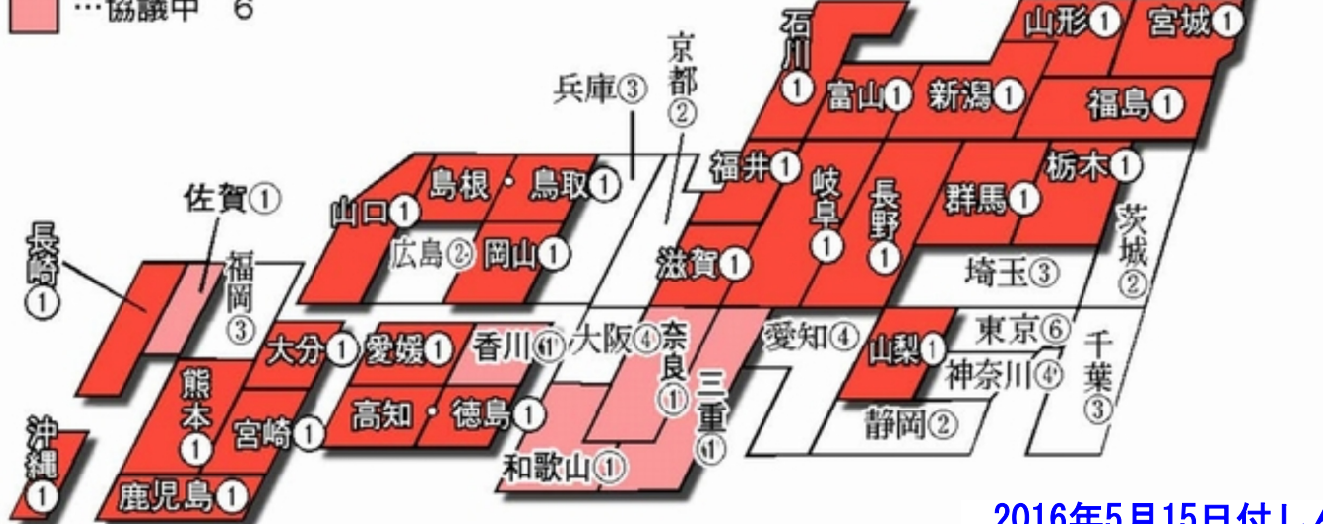 …協議中 6
山形①
宮城①
石川①
富山①
新潟①
福島①
京都②
兵庫③
福井①
岐阜①
長野①
群馬①
栃木①
茨城②
島根・鳥取①
山口①
広島②
岡山①
滋賀①
埼玉③
佐賀①
長崎①
福岡③
大分①
愛媛①
香川①
大阪④
奈良①
三重①
愛知④
山梨①
東京⑥
神奈川④
千葉③
静岡②
熊本①
宮崎①
高知・徳島①
和歌山①
沖縄①
鹿児島①
2016年5月15日付し